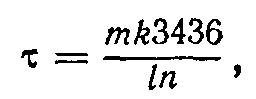 τ = mk3436 / ln ,